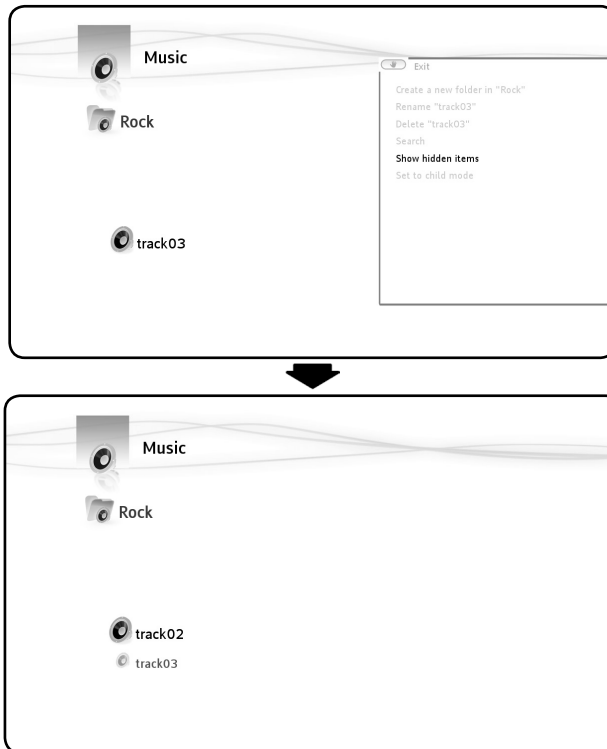 Music
Exit
Rock
Create a new folder in "Rock"
Rename "track03"
Delete "track03"
Search
Show hidden items
Set to child mode
track03
Music
Rock
track02
track03